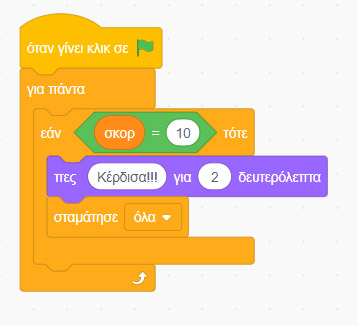 όταν γίνει κλικ σε
για πάντα
εάν σκορ = 10 τότε
πες Κέρδισα!!! για 2 δευτερόλεπτα
σταμάτησε όλα